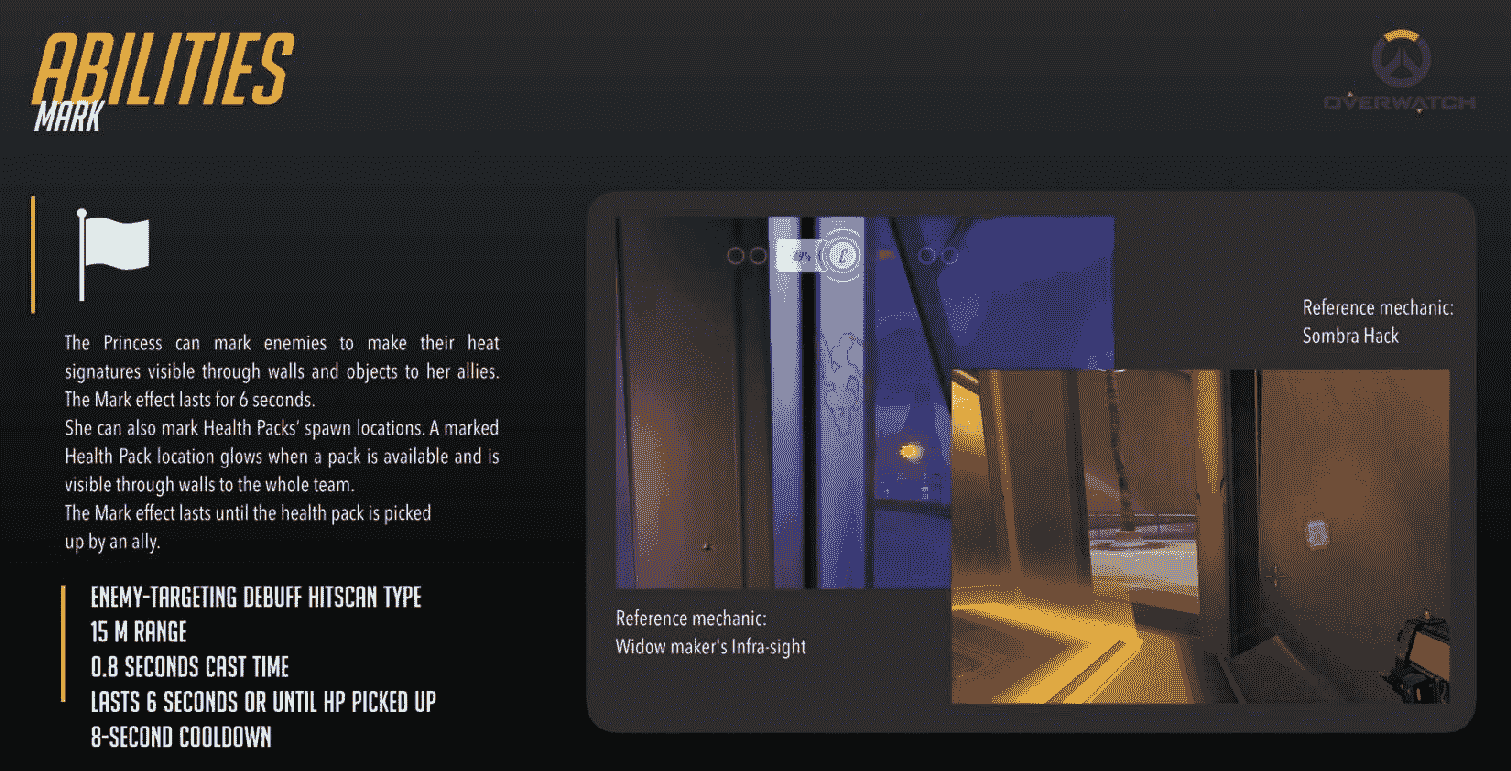 ABILITIES
MARK
OVERWATCH
The Princess can mark enemies to make their heat
signatures visible through walls and objects to her allies.
The Mark effect lasts for 6 seconds.
She can also mark Health Packs' spawn locations. A marked
Health Pack location glows when a pack is available and is
visible through walls to the whole team.
The Mark effect lasts until the health pack is picked
up by an ally.
ENEMY-TARGETING DEBUFF HITSCAN TYPE
15 M RANGE
0.8 SECONDS CAST TIME
LASTS 6 SECONDS OR UNTIL HP PICKED UP
8-SECOND COOLDOWN
Reference mechanic:
Widow maker's Infra-sight
Reference mechanic:
Sombra Hack